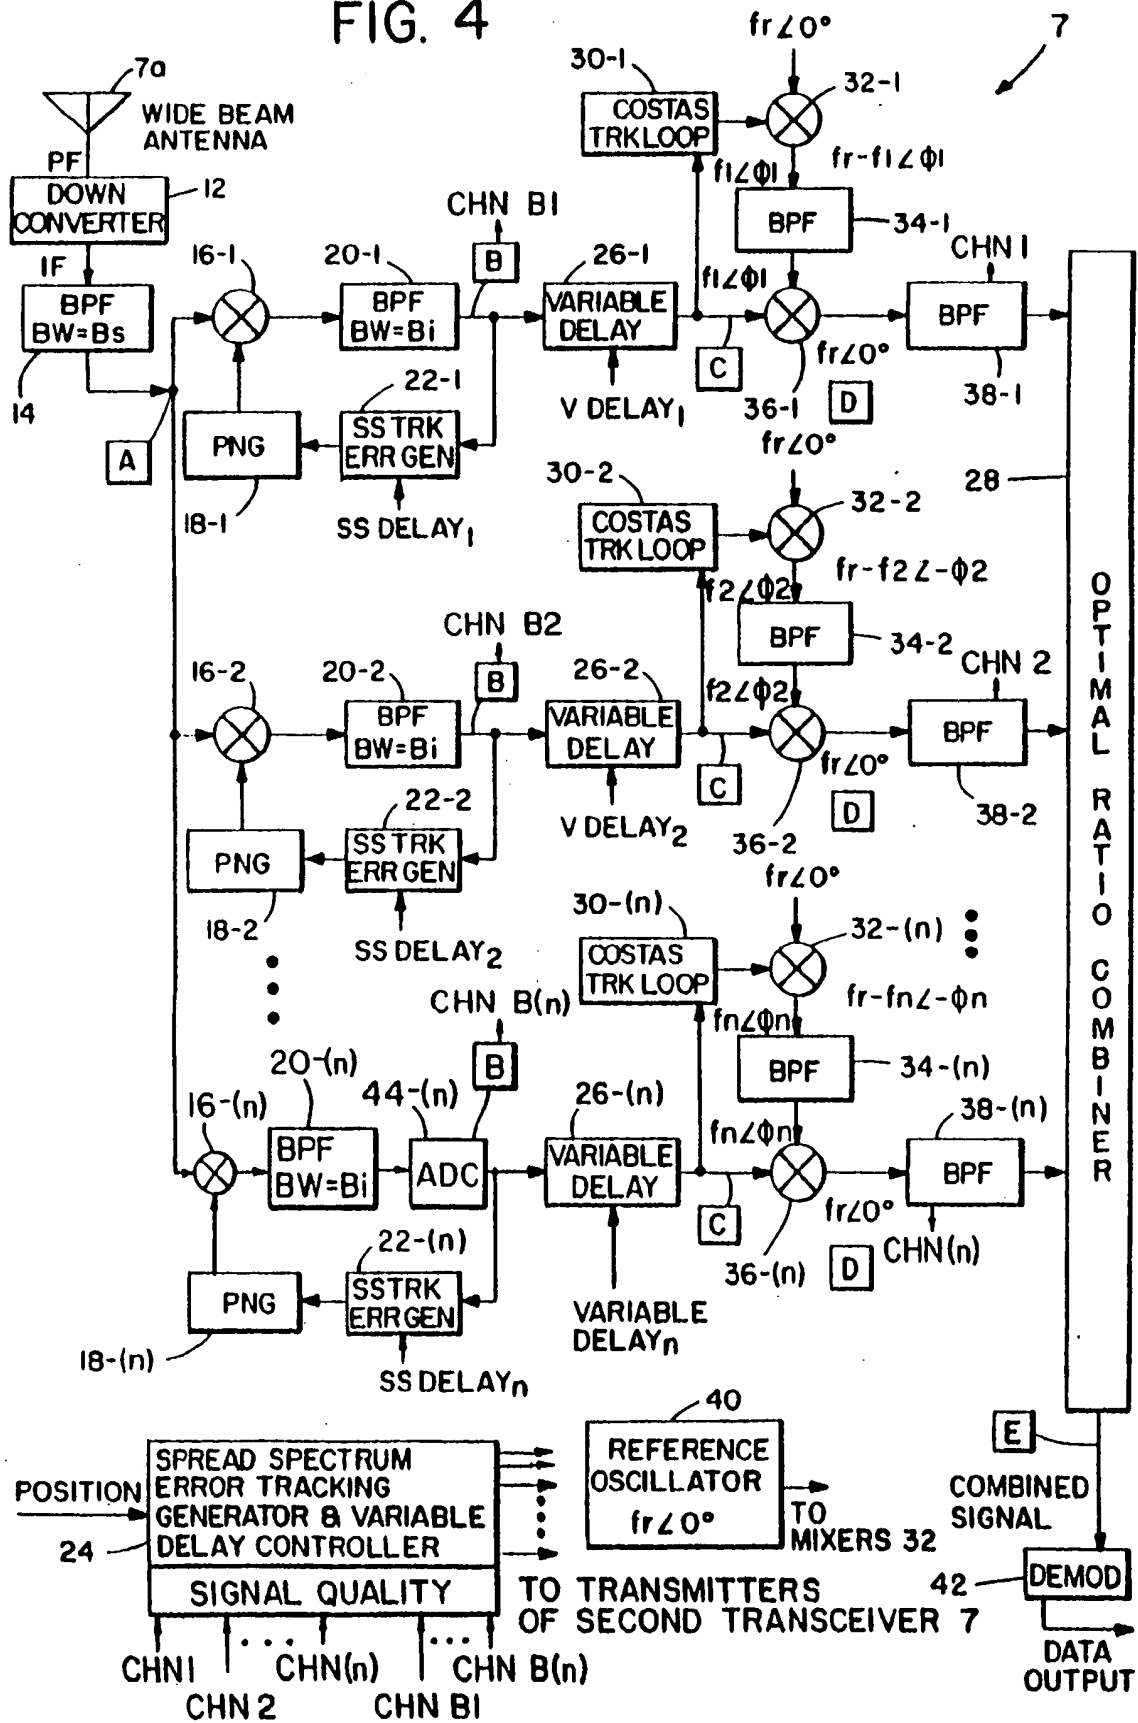 FIG. 4
7a
WIDE BEAM
ANTENNA
PF
DOWN
CONVERTER
12
IF
BPF
BW=Bs
14
A
16-1
20-1
BPF
BW=Bi
CHN B1
B
26-1
VARIABLE
DELAY
V DELAY1
22-1
SS TRK
ERR GEN
SS DELAY1
PNG
18-1
30-1
COSTAS
TRK LOOP
fr∠0°
32-1
7
f1∠Φ1
fr-f1∠Φ1
BPF
34-1
f1∠Φ1
C
36-1
fr∠0°
D
CHN 1
BPF
38-1
28
OPTIMAL RATIO COMBINER
fr∠0°
30-2
COSTAS
TRK LOOP
32-2
f2∠Φ2
fr-f2∠-Φ2
BPF
34-2
16-2
20-2
BPF
BW=Bi
CHN B2
B
26-2
VARIABLE
DELAY
V DELAY2
22-2
SS TRK
ERR GEN
SS DELAY2
PNG
18-2
f2∠Φ2
C
36-2
fr∠0°
D
CHN 2
BPF
38-2
fr∠0°
30-(n)
COSTAS
TRK LOOP
32-(n)
fn∠Φn
fr-fn∠-Φn
BPF
34-(n)
16-(n)
20-(n)
BPF
BW=Bi
44-(n)
ADC
CHN B(n)
B
26-(n)
VARIABLE
DELAY
VARIABLE
DELAYn
22-(n)
SS TRK
ERR GEN
SS DELAYn
PNG
18-(n)
fn∠Φn
C
36-(n)
fr∠0°
D
38-(n)
BPF
CHN(n)
POSITION
24
SPREAD SPECTRUM
ERROR TRACKING
GENERATOR & VARIABLE
DELAY CONTROLLER
SIGNAL QUALITY
CHN1
CHN 2
CHN(n)
CHN B1
CHN B(n)
TO TRANSMITTERS
OF SECOND TRANSCEIVER 7
40
REFERENCE
OSCILLATOR
fr∠0°
TO
MIXERS 32
E
COMBINED
SIGNAL
42
DEMOD
DATA
OUTPUT